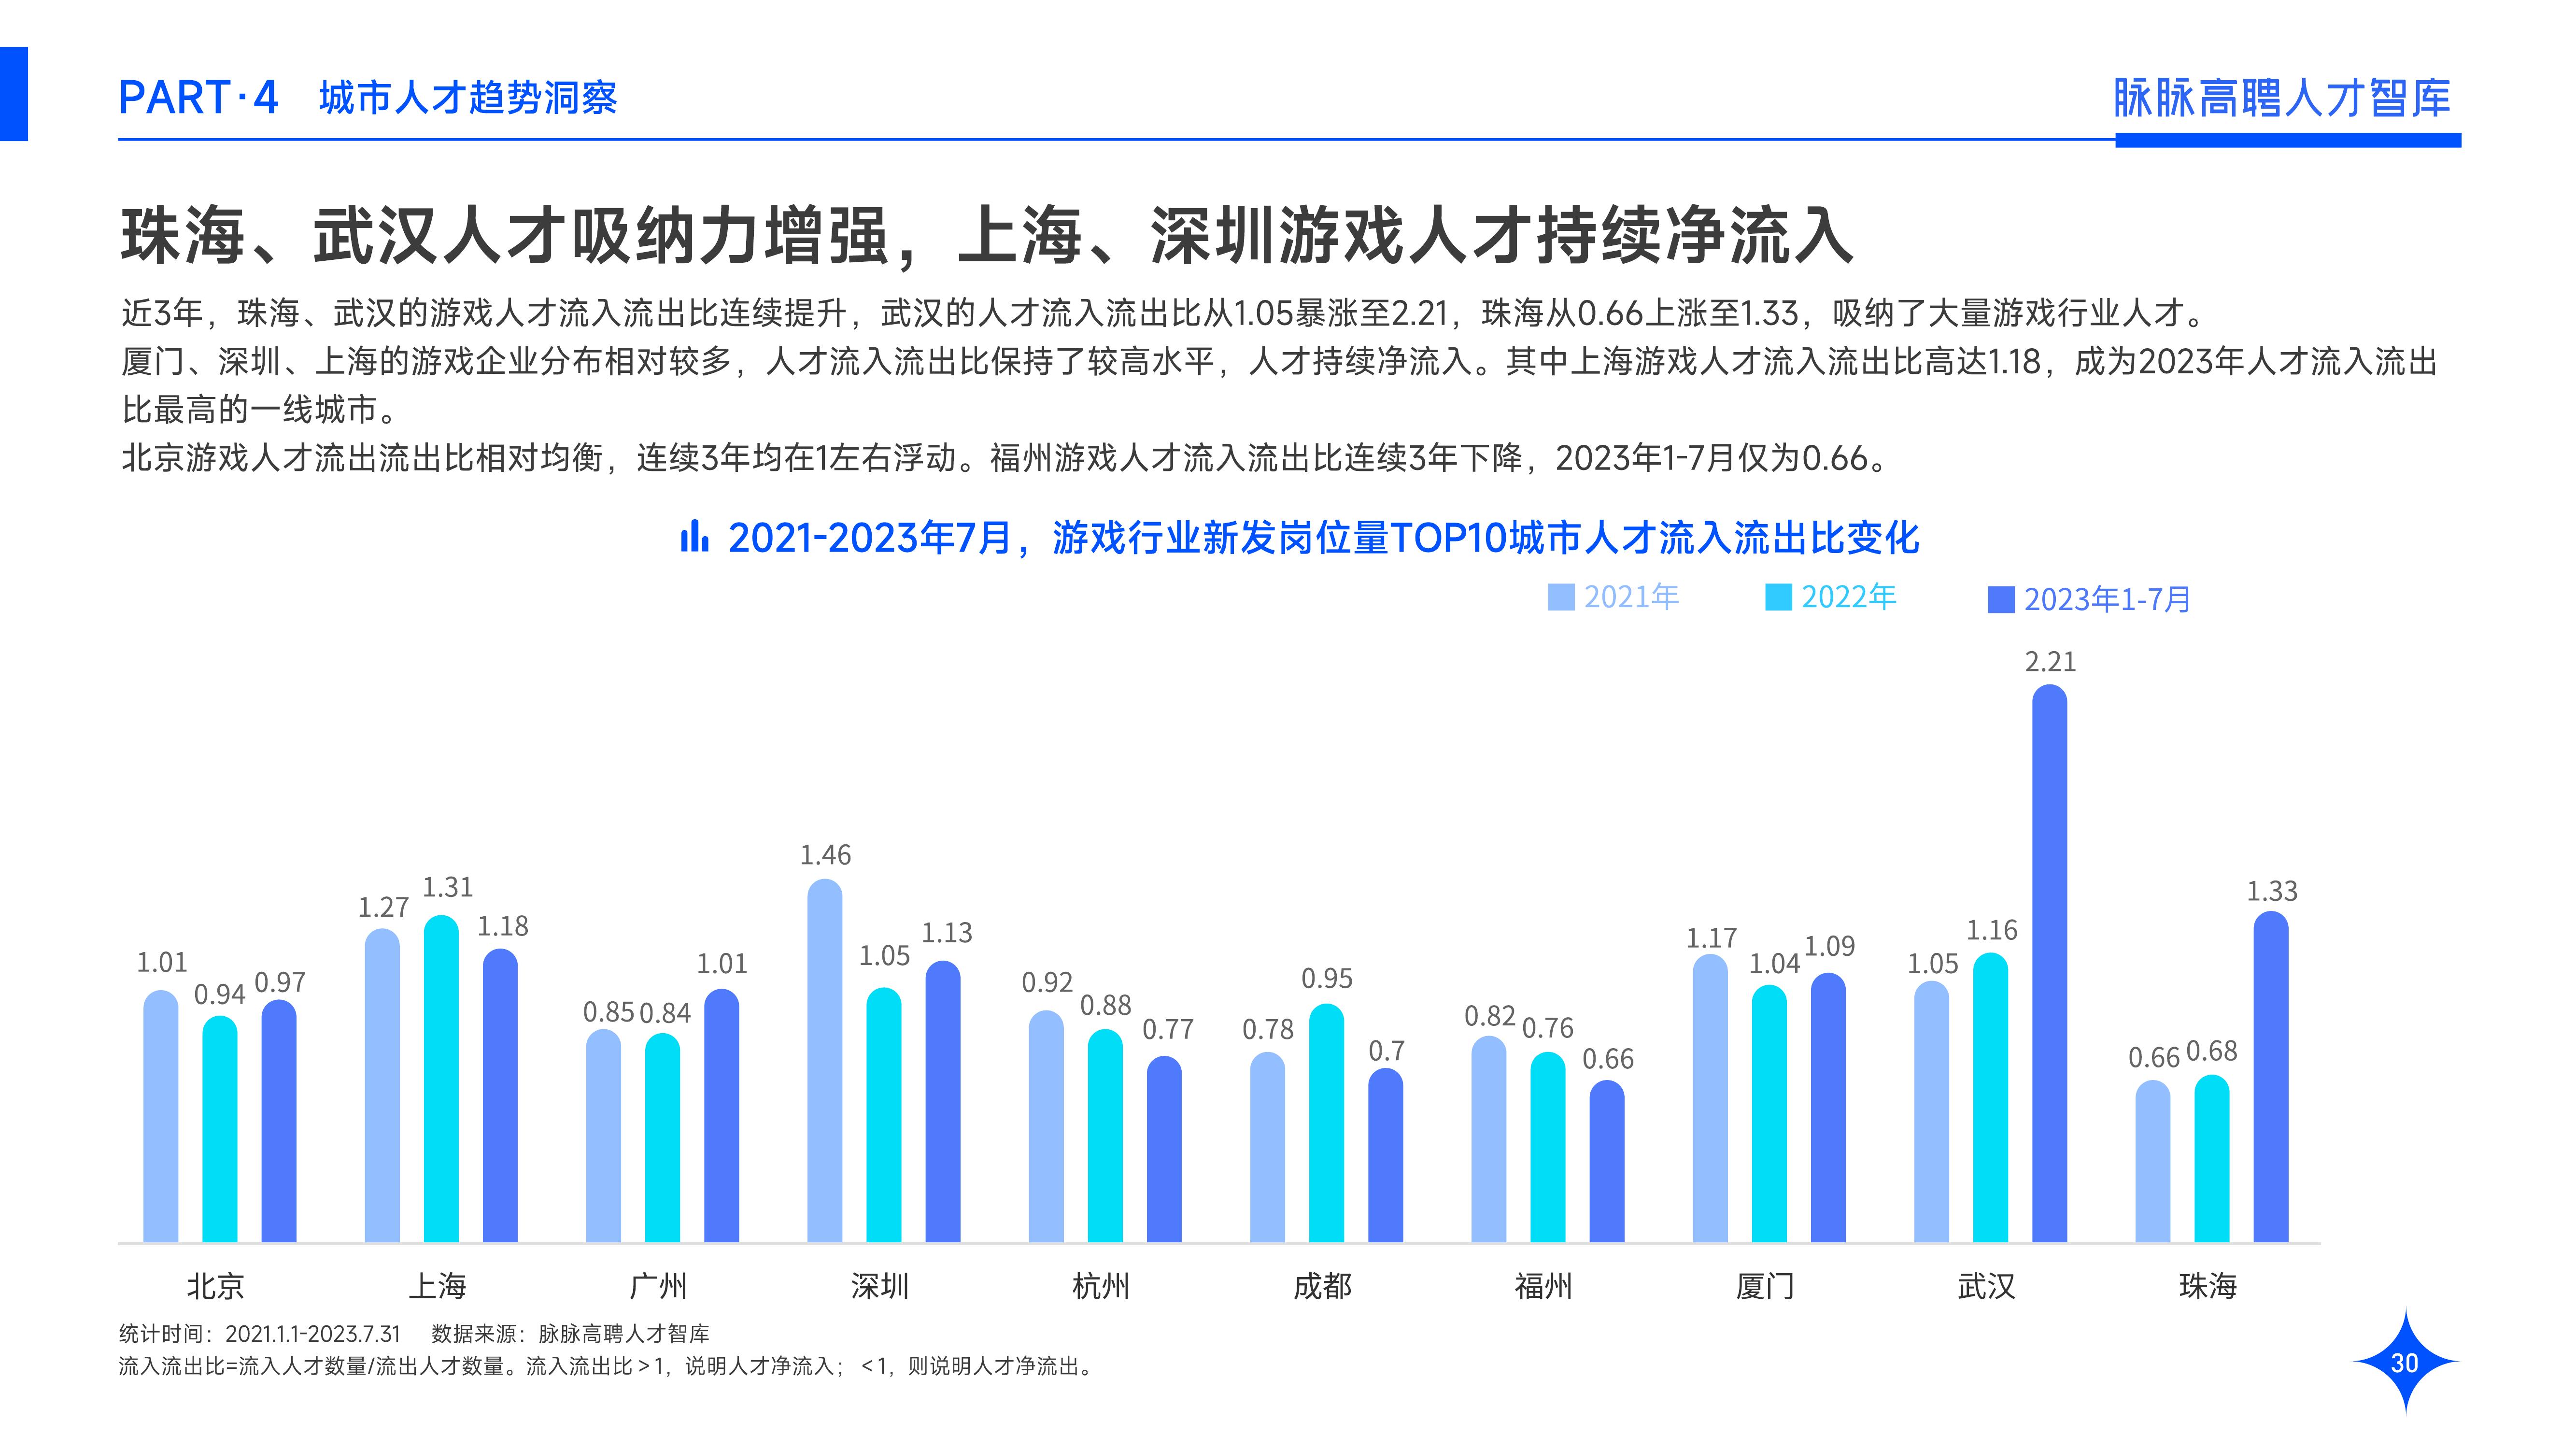 PART·4 城市人才趋势洞察
脉脉高聘人才智库
珠海、武汉人才吸纳力增强，上海、深圳游戏人才持续净流入
近3年，珠海、武汉的游戏人才流入流出比连续提升，武汉的人才流入流出比从1.05暴涨至2.21，珠海从0.66上涨至1.33，吸纳了大量游戏行业人才。
厦门、深圳、上海的游戏企业分布相对较多，人才流入流出比保持了较高水平，人才持续净流入。其中上海游戏人才流入流出比高达1.18，成为2023年人才流入流出
比最高的一线城市。
北京游戏人才流出流出比相对均衡，连续3年均在1左右浮动。福州游戏人才流入流出比连续3年下降，2023年1-7月仅为0.66。
2021-2023年7月，游戏行业新发岗位量TOP10城市人才流入流出比变化
2021年 2022年 2023年1-7月
1.01 0.94 0.97
1.27 1.31 1.18
0.85 0.84 1.01
1.46 1.05 1.13
0.92 0.88 0.77
0.78 0.95 0.7
0.82 0.76 0.66
1.17 1.04 1.09
1.05 1.16 2.21
0.66 0.68 1.33
北京 上海 广州 深圳 杭州 成都 福州 厦门 武汉 珠海
统计时间：2021.1.1-2023.7.31 数据来源：脉脉高聘人才智库
流入流出比=流入人才数量/流出人才数量。流入流出比＞1，说明人才净流入；＜1，则说明人才净流出。
30